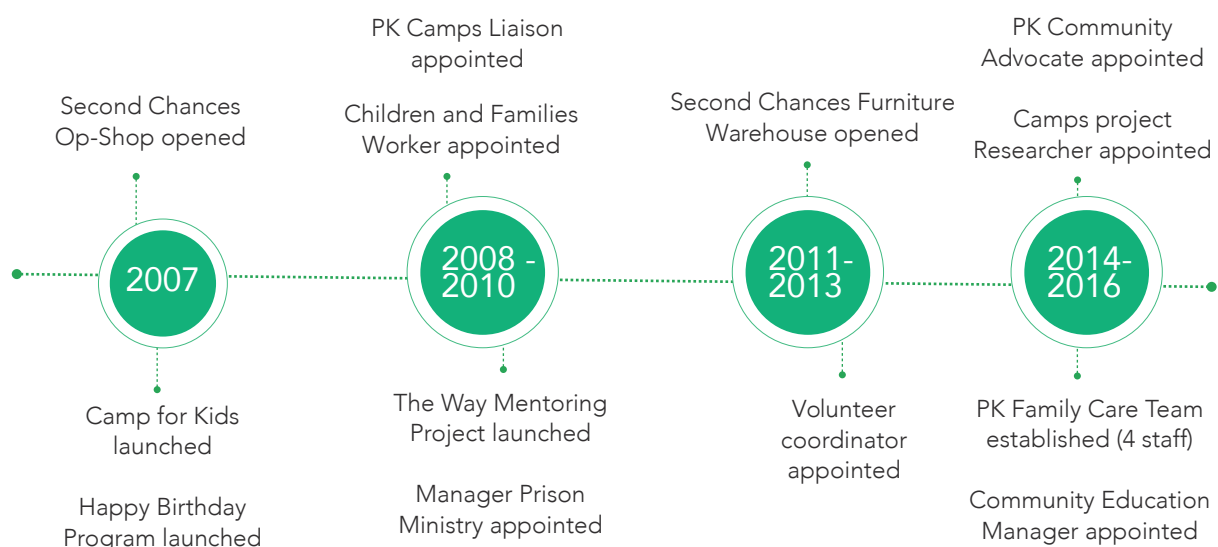 Second Chances
Op-Shop opened
2007
Camp for Kids
launched
Happy Birthday
Program launched
PK Camps Liaison
appointed
Children and Families
Worker appointed
2008 -
2010
The Way Mentoring
Project launched
Manager Prison
Ministry appointed
Second Chances Furniture
Warehouse opened
2011-
2013
Volunteer
coordinator
appointed
PK Community
Advocate appointed
Camps project
Researcher appointed
2014-
2016
PK Family Care Team
established (4 staff)
Community Education
Manager appointed